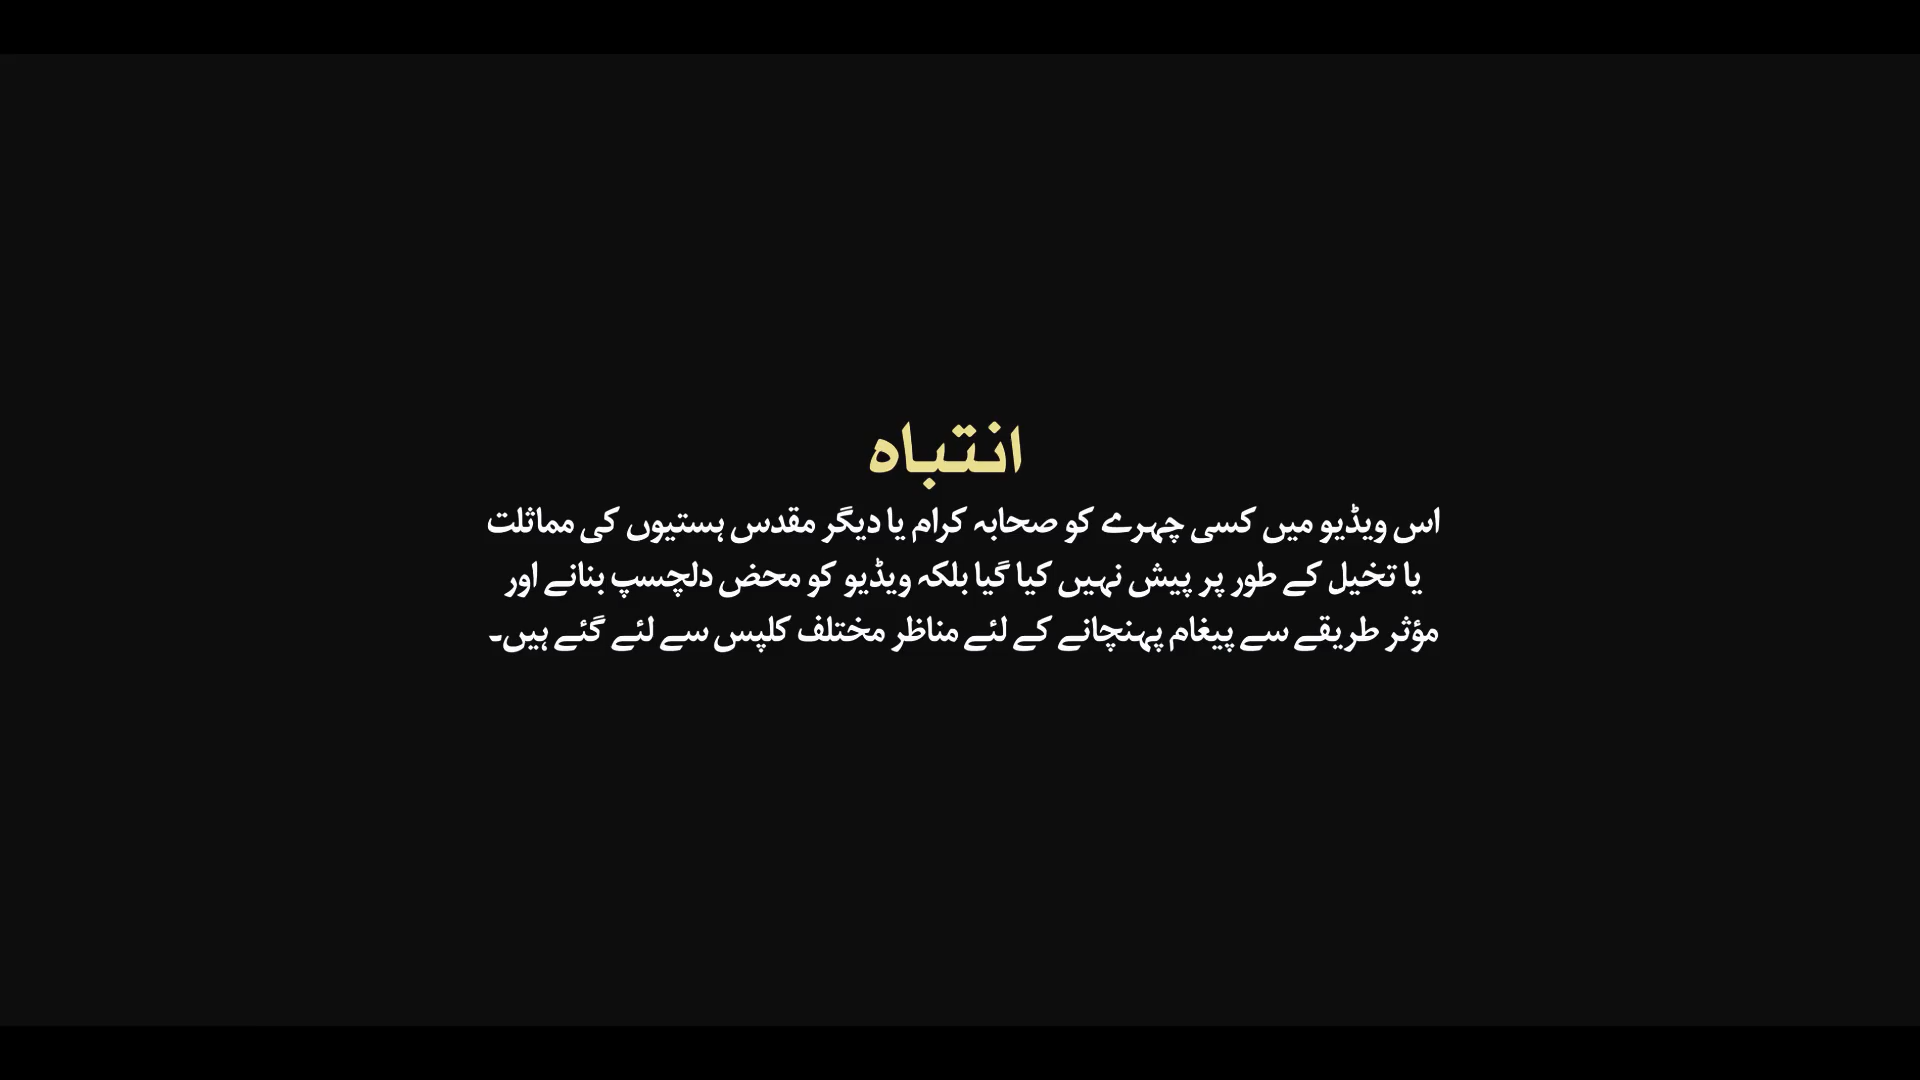 انتباہ
اس ویڈیو میں کسی چہرے کو صحابہ کرام یا دیگر مقدس ہستیوں کی مماثلت
یا تخیل کے طور پر پیش نہیں کیا گیا بلکہ ویڈیو کو محض دلچسپ بنانے اور
مؤثر طریقے سے پیغام پہنچانے کے لئے مناظر مختلف کلپس سے لئے گئے ہیں۔